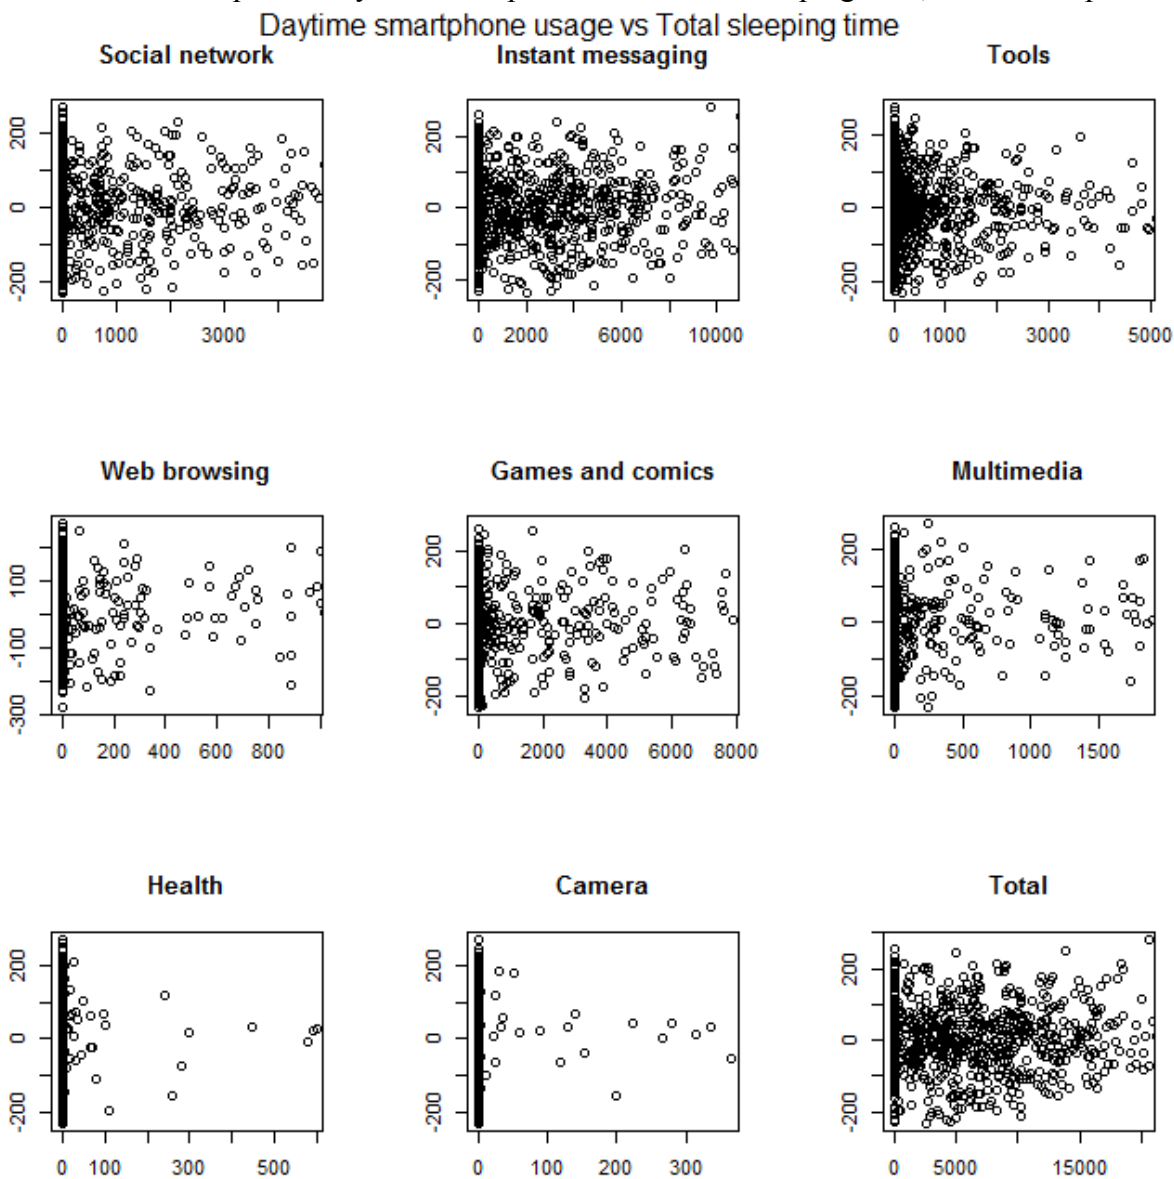 Daytime smartphone usage vs Total sleeping time
Social network Instant messaging Tools
200 200 200
0 0 0
-200 -200 -200
0 1000 3000 0 2000 6000 10000 0 1000 3000 5000
Web browsing Games and comics Multimedia
100 200 200
-100 0 0
-300 -200 -200
0 200 400 600 800 0 2000 4000 6000 8000 0 500 1000 1500
Health Camera Total
200 200 200
0 0 0
-200 -200 -200
0 100 300 500 0 100 200 300 0 5000 15000